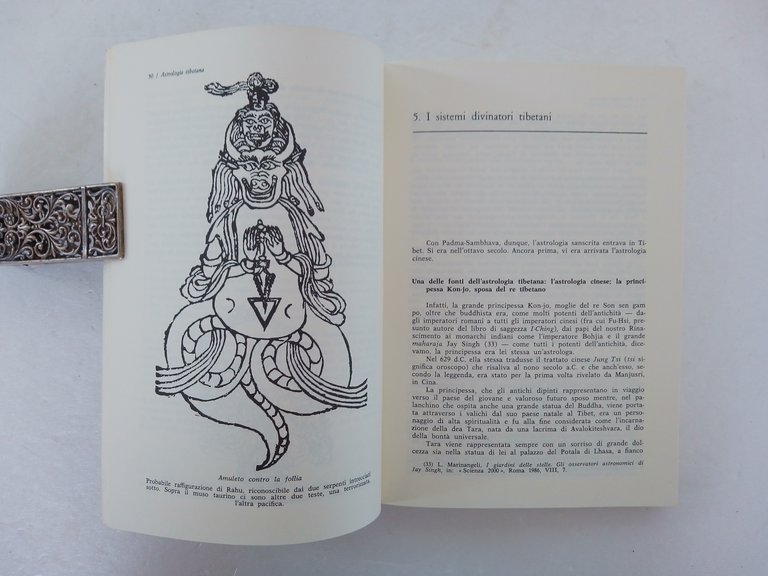 50 / Astrologia tibetana
Amuleto contro la follia
Probabile raffigurazione di Rahu, riconoscibile dai due serpenti intrecciati
sotto. Sopra il muso taurino ci sono altre due teste, una terrorizzata,
l'altra pacifica.
5. I sistemi divinatori tibetani
Con Padma-Sambhava, dunque, l'astrologia sanscrita entrava in Ti-
bet. Si era nell'ottavo secolo. Ancora prima, vi era arrivata l'astrologia
cinese.
Una delle fonti dell'astrologia tibetana: l'astrologia cinese; la princi-
pessa Kon-jo, sposa del re tibetano
Infatti, la grande principessa Kon-jo, moglie del re Son sen gam
po, oltre che buddhista era, come molti potenti dell'antichità — da-
gli imperatori romani a tutti gli imperatori cinesi (fra cui Fu-Hsi, pre-
sunto autore del libro di saggezza I-Ching), dai papi del nostro Rina-
scimento ai monarchi indiani come l'imperatore Bohjia e il grande
maharaja Jay Singh (33) — come tutti i potenti dell'antichità, dice-
vamo, la principessa era lei stessa un'astrologa.
Nel 629 d.C. ella stessa tradusse il trattato cinese Jung Tsi (tsi si-
gnifica oroscopo) che risaliva al nono secolo a.C. e che anch'esso, se-
condo la leggenda, era stato per la prima volta rivelato da Manjusri,
in Cina.
La principessa, che gli antichi dipinti rappresentano in viaggio
verso il paese del giovane e valoroso futuro sposo mentre, nel pa-
lanchino che ospita anche una grande statua del Buddha, viene por-
tata attraverso i valichi dal suo paese natale al Tibet, era un per-
sonaggio di alta spiritualità e fu alla fine considerata come l'incarna-
zione della dea Tara, nata da una lacrima di Avalokiteshvara, il dio
della bontà universale.
Tara viene rappresentata sempre con un sorriso di grande dol-
cezza sia nella statua di lei al palazzo del Potala di Lhasa, a fianco
(33) L. Marinangeli, I giardini delle stelle. Gli osservatori astronomici di
Jay Singh, in: «Scienza 2000», Roma 1986, VIII, 7.